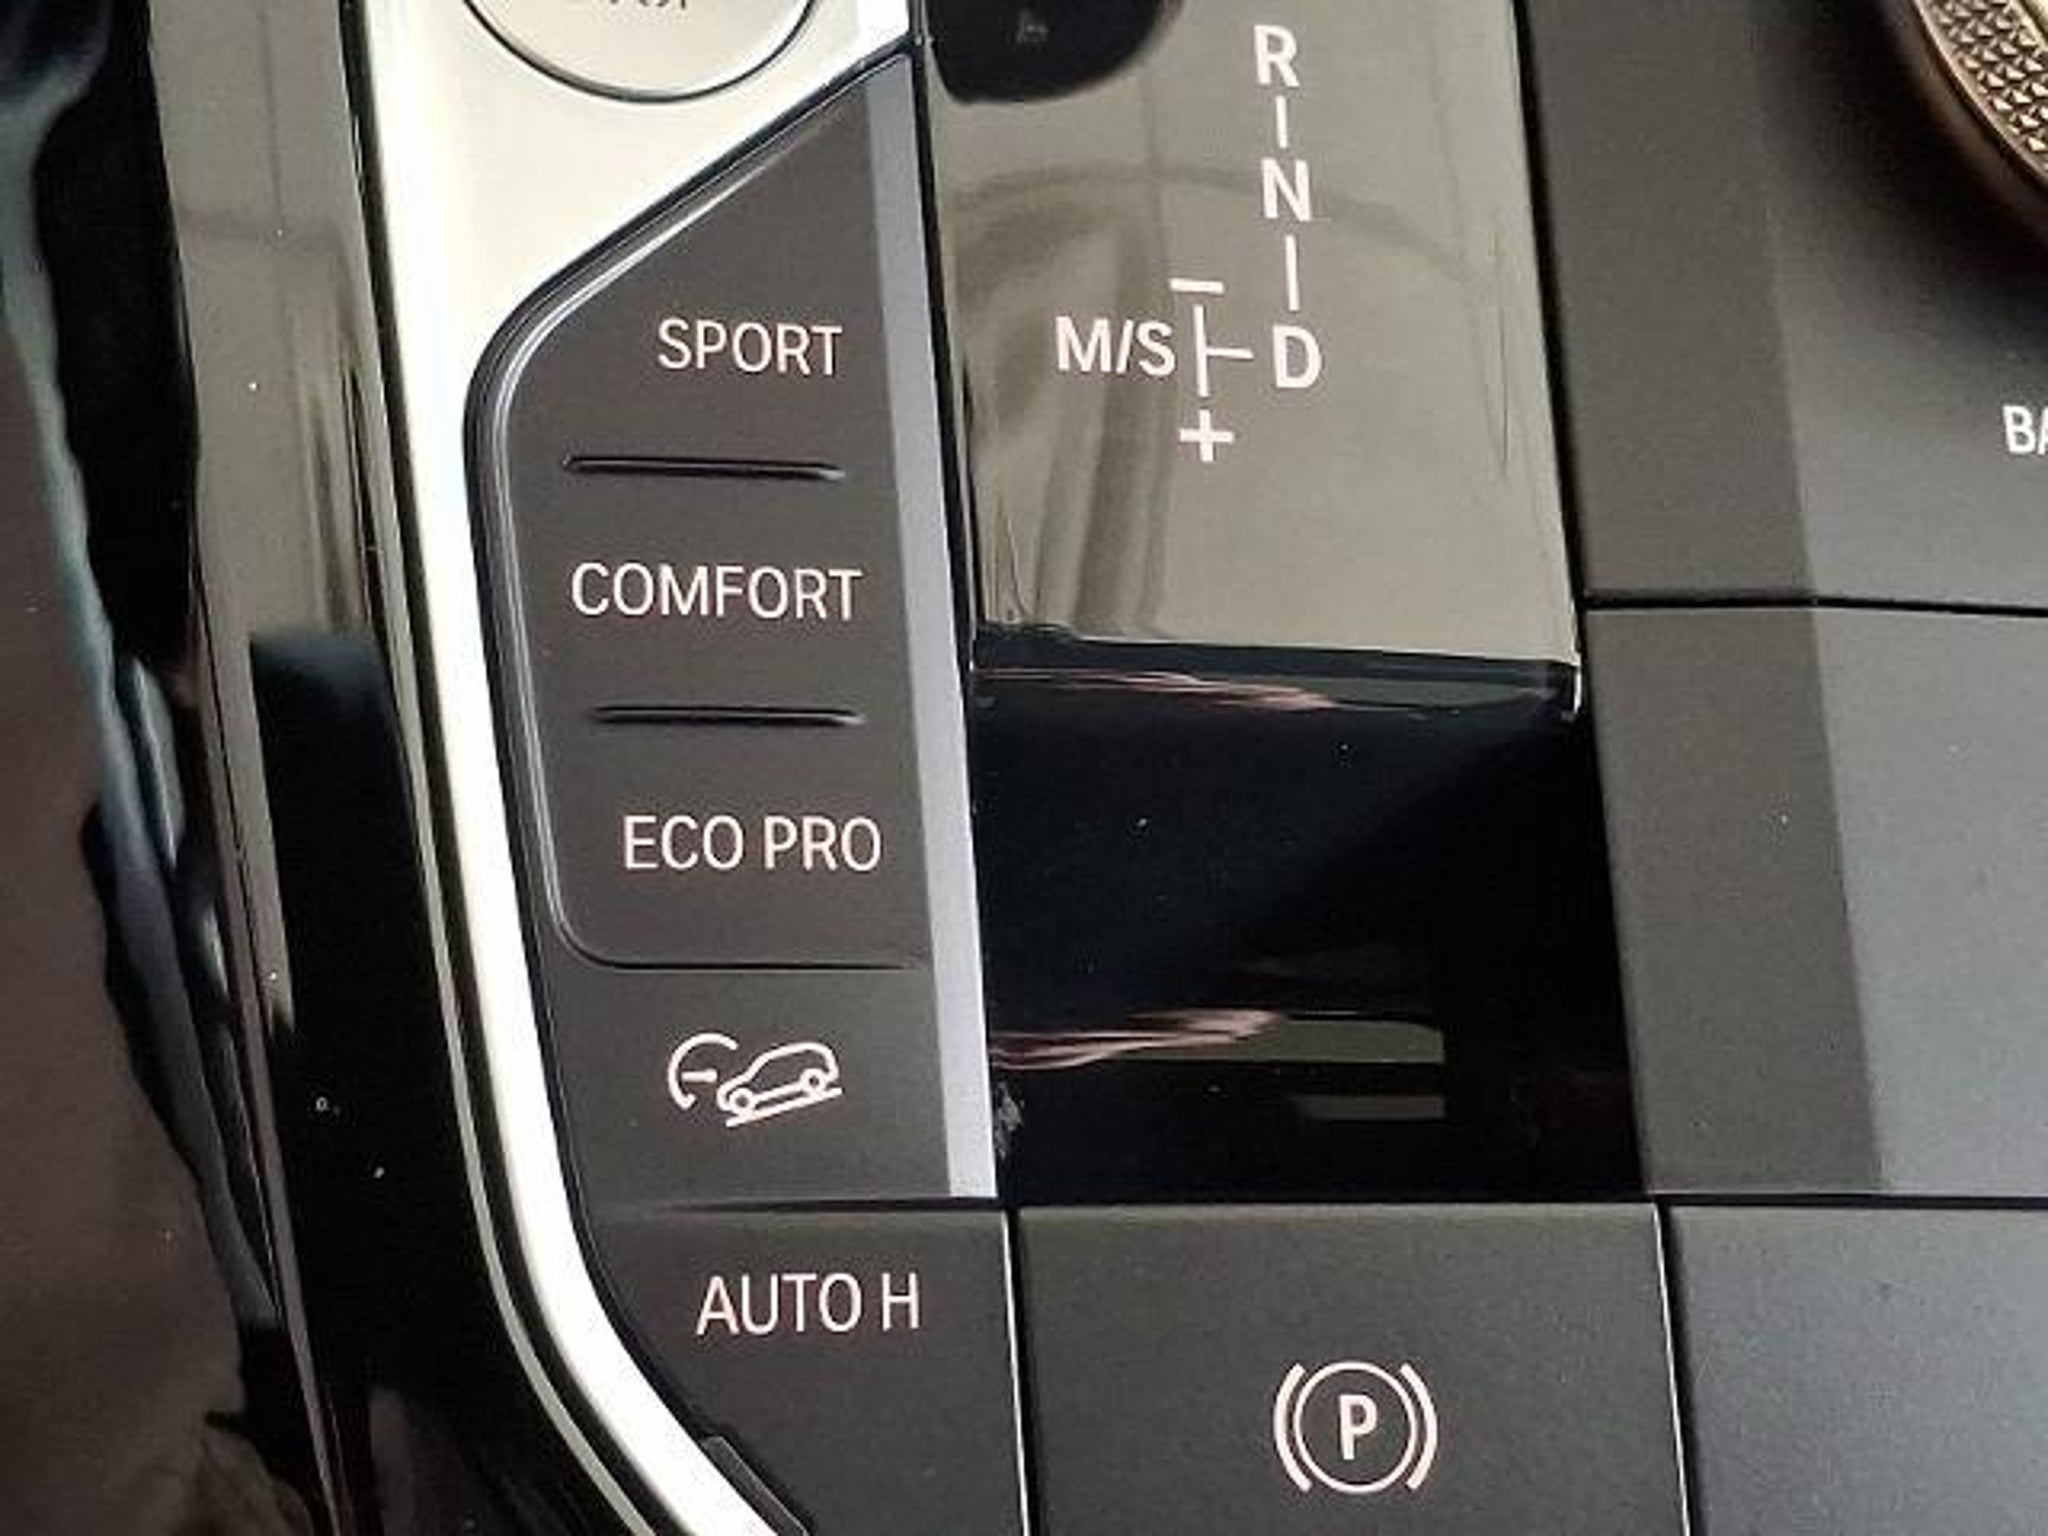 R
N
M/S D
SPORT
COMFORT
ECO PRO
AUTO H
P